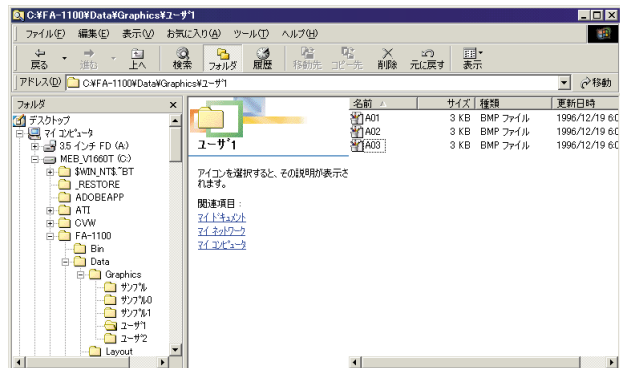 C:¥FA-1100¥Data¥Graphics¥ユーザ1
ファイル(F) 編集(E) 表示(V) お気に入り(A) ツール(T) ヘルプ(H)
戻る 進む 上へ 検索 フォルダ 履歴 移動先 コピー先 削除 元に戻す 表示
アドレス(D) C:¥FA-1100¥Data¥Graphics¥ユーザ1 移動
フォルダ
デスクトップ
マイ コンピュータ
3.5 インチ FD (A:)
MEB_V1660T (C:)
$WIN_NT$.~BT
_RESTORE
ADOBEAPP
ATI
CVW
FA-1100
Bin
Data
Graphics
サンプル
サンプル0
サンプル1
ユーザ1
ユーザ2
Layout
ユーザ1
アイコンを選択すると、その説明が表示さ
れます。
関連項目:
マイ ドキュメント
マイ ネットワーク
マイ コンピュータ
名前 サイズ 種類 更新日時
A01 3 KB BMP ファイル 1996/12/19 6:0
A02 3 KB BMP ファイル 1996/12/19 6:0
A03 3 KB BMP ファイル 1996/12/19 6:0